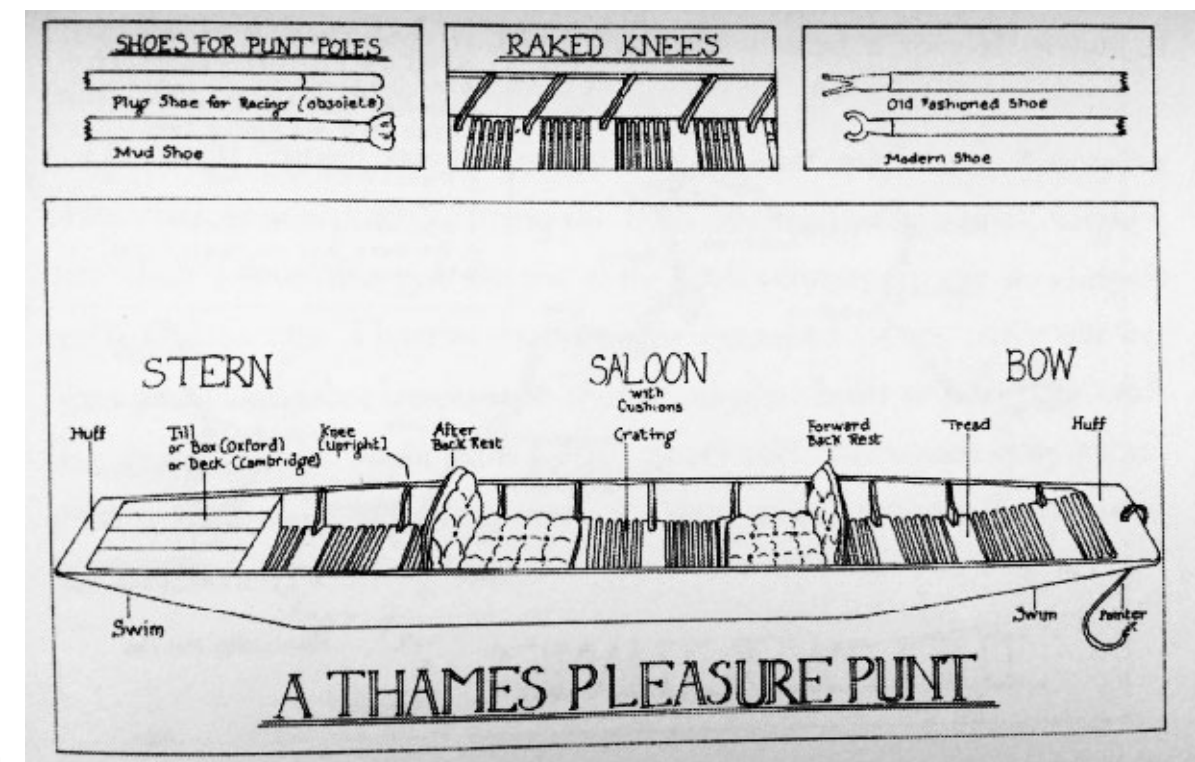 SHOES FOR PUNT POLES
Plug Shoe for Racing (obsolete)
Mud Shoe
RAKED KNEES
Old Fashioned Shoe
Modern Shoe
STERN
SALOON
with
Cushions
BOW
Huff
Till
or Box (Oxford)
or Deck (Cambridge)
Knee
(upright)
After
Back Rest
Grating
Forward
Back Rest
Tread
Huff
Swim
Swim
Painter
A THAMES PLEASURE PUNT